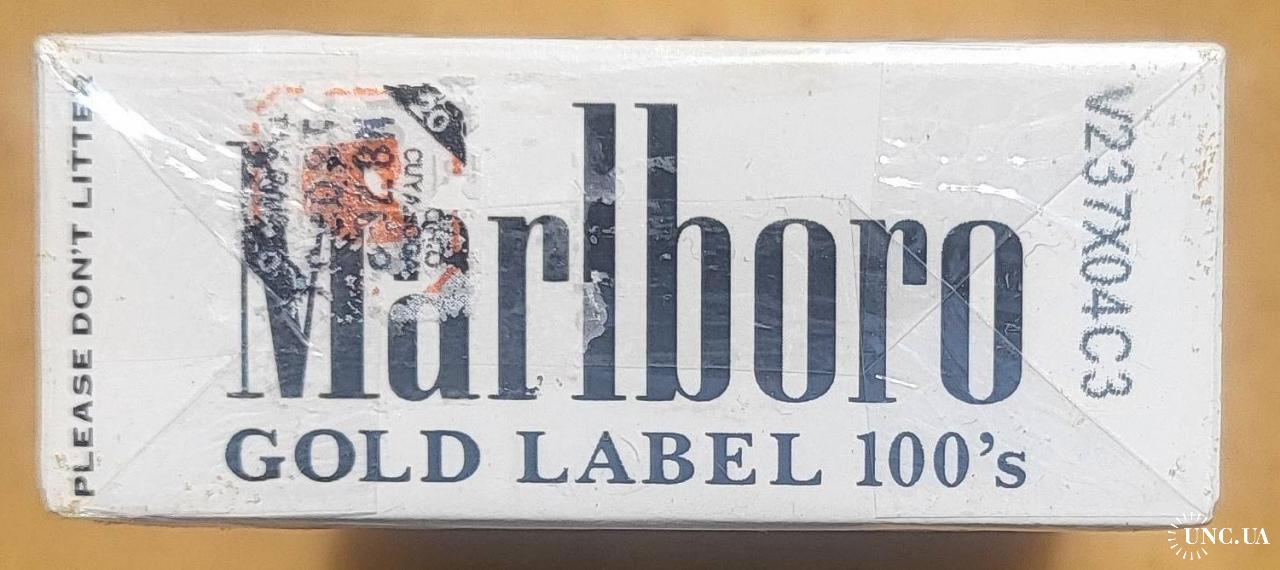 PLEASE DON'T LITTER
Marlboro
GOLD LABEL 100's
V237X04C3
UNC.UA